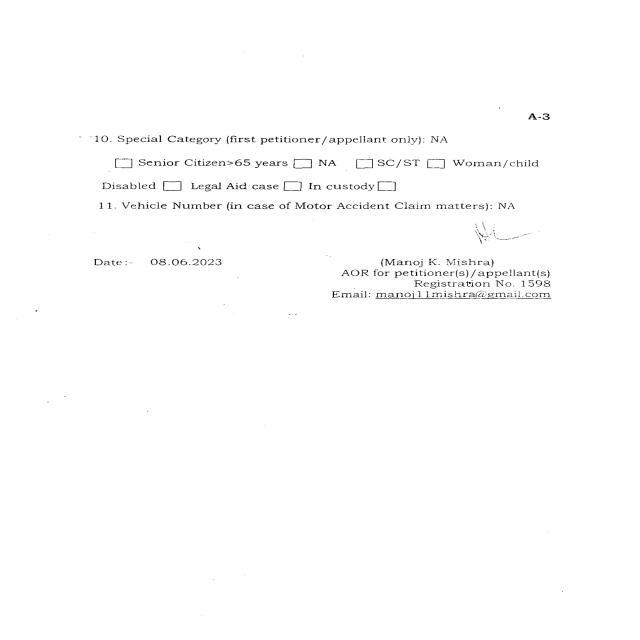 A-3
10. Special Category (first petitioner/appellant only): NA
☐ Senior Citizen>65 years ☐ NA ☐ SC/ST ☐ Woman/child
Disabled ☐ Legal Aid case ☐ In custody ☐
11. Vehicle Number (in case of Motor Accident Claim matters): NA
Date:- 08.06.2023
(Manoj K. Mishra)
AOR for petitioner(s)/appellant(s)
Registration No. 1598
Email: manoj11mishra@gmail.com